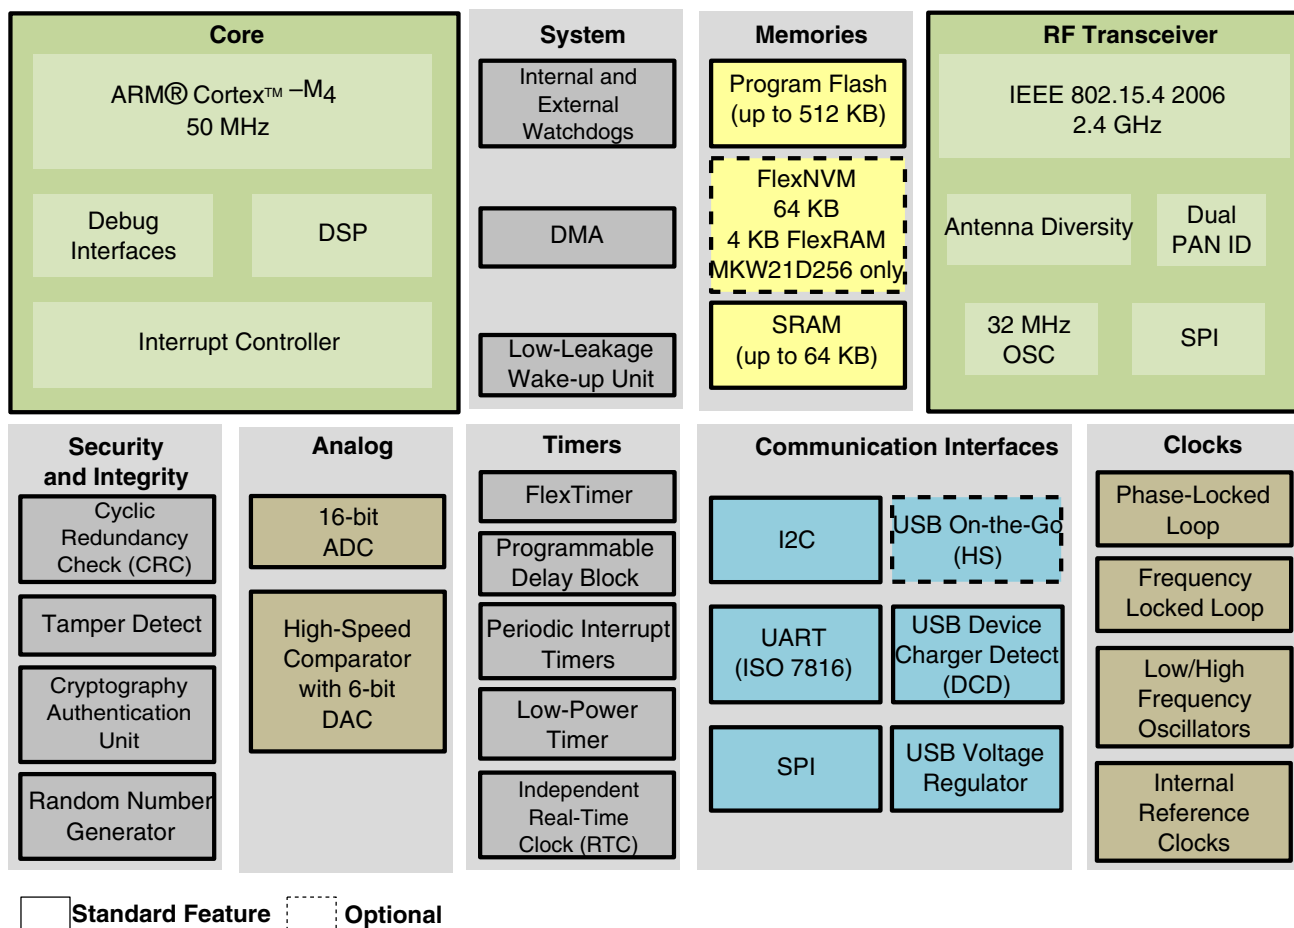 Core
ARM® Cortex™ –M4
50 MHz
Debug
Interfaces
DSP
Interrupt Controller
System
Internal and
External
Watchdogs
DMA
Low-Leakage
Wake-up Unit
Memories
Program Flash
(up to 512 KB)
FlexNVM
64 KB
4 KB FlexRAM
MKW21D256 only
SRAM
(up to 64 KB)
RF Transceiver
IEEE 802.15.4 2006
2.4 GHz
Antenna Diversity
Dual
PAN ID
32 MHz
OSC
SPI
Security
and Integrity
Cyclic
Redundancy
Check (CRC)
Tamper Detect
Cryptography
Authentication
Unit
Random Number
Generator
Analog
16-bit
ADC
High-Speed
Comparator
with 6-bit
DAC
Timers
FlexTimer
Programmable
Delay Block
Periodic Interrupt
Timers
Low-Power
Timer
Independent
Real-Time
Clock (RTC)
Communication Interfaces
I2C
USB On-the-Go
(HS)
UART
(ISO 7816)
USB Device
Charger Detect
(DCD)
SPI
USB Voltage
Regulator
Clocks
Phase-Locked
Loop
Frequency
Locked Loop
Low/High
Frequency
Oscillators
Internal
Reference
Clocks
Standard Feature
Optional